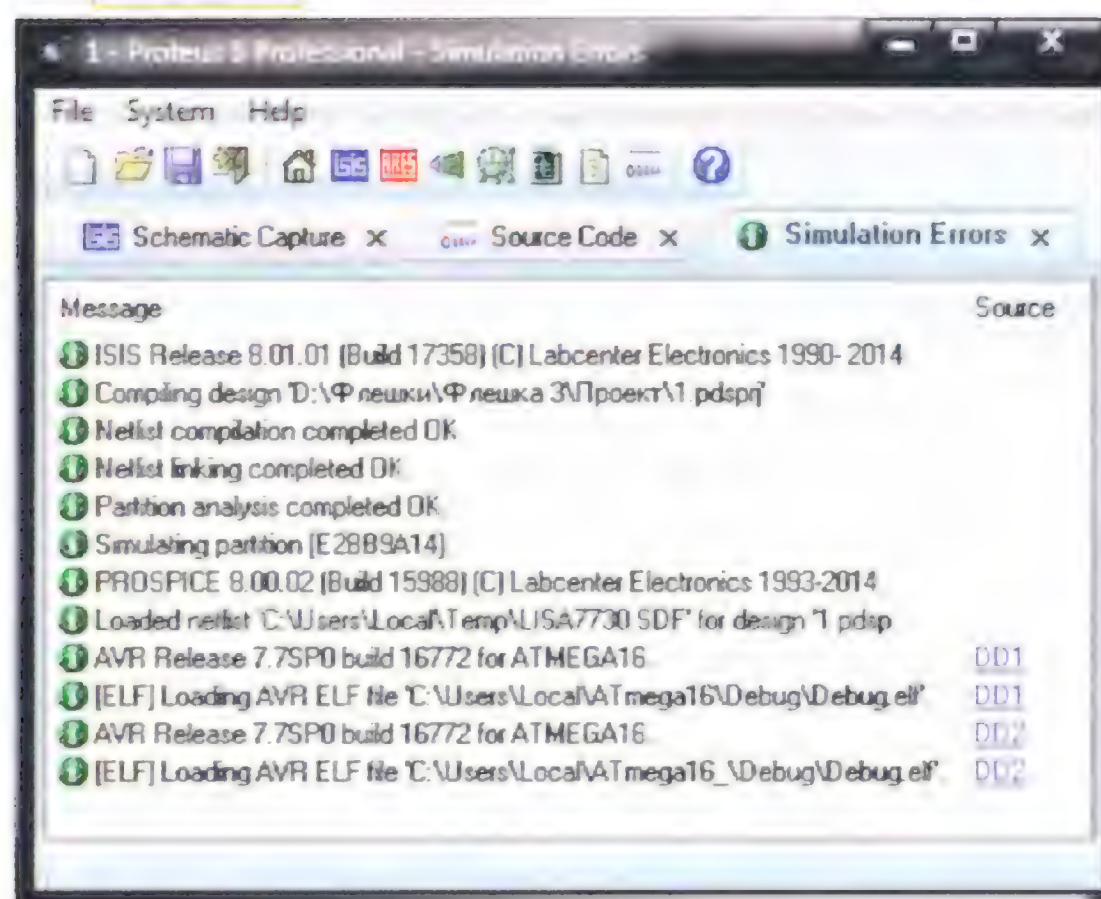 1 - Proteus 8 Professional - Simulation Errors
File System Help
Schematic Capture x Source Code x Simulation Errors x
Message Source
ISIS Release 8.01.01 (Build 17358) (C) Labcenter Electronics 1990- 2014
Compiling design 'D:\Флешки\Флешка 3\Проект\1.pdsprj'
Netlist compilation completed OK.
Netlist linking completed OK.
Partition analysis completed OK.
Simulating partition [E28B9A14]
PROSPICE 8.00.02 (Build 15988) (C) Labcenter Electronics 1993-2014.
Loaded netlist 'C:\Users\Local\Temp\LISA7730.SDF' for design '1.pdsp
AVR Release 7.7SP0 build 16772 for ATMEGA16. DD1
[ELF] Loading AVR ELF file 'C:\Users\Local\ATmega16\Debug\Debug.elf'. DD1
AVR Release 7.7SP0 build 16772 for ATMEGA16. DD2
[ELF] Loading AVR ELF file 'C:\Users\Local\ATmega16_\Debug\Debug.elf'. DD2